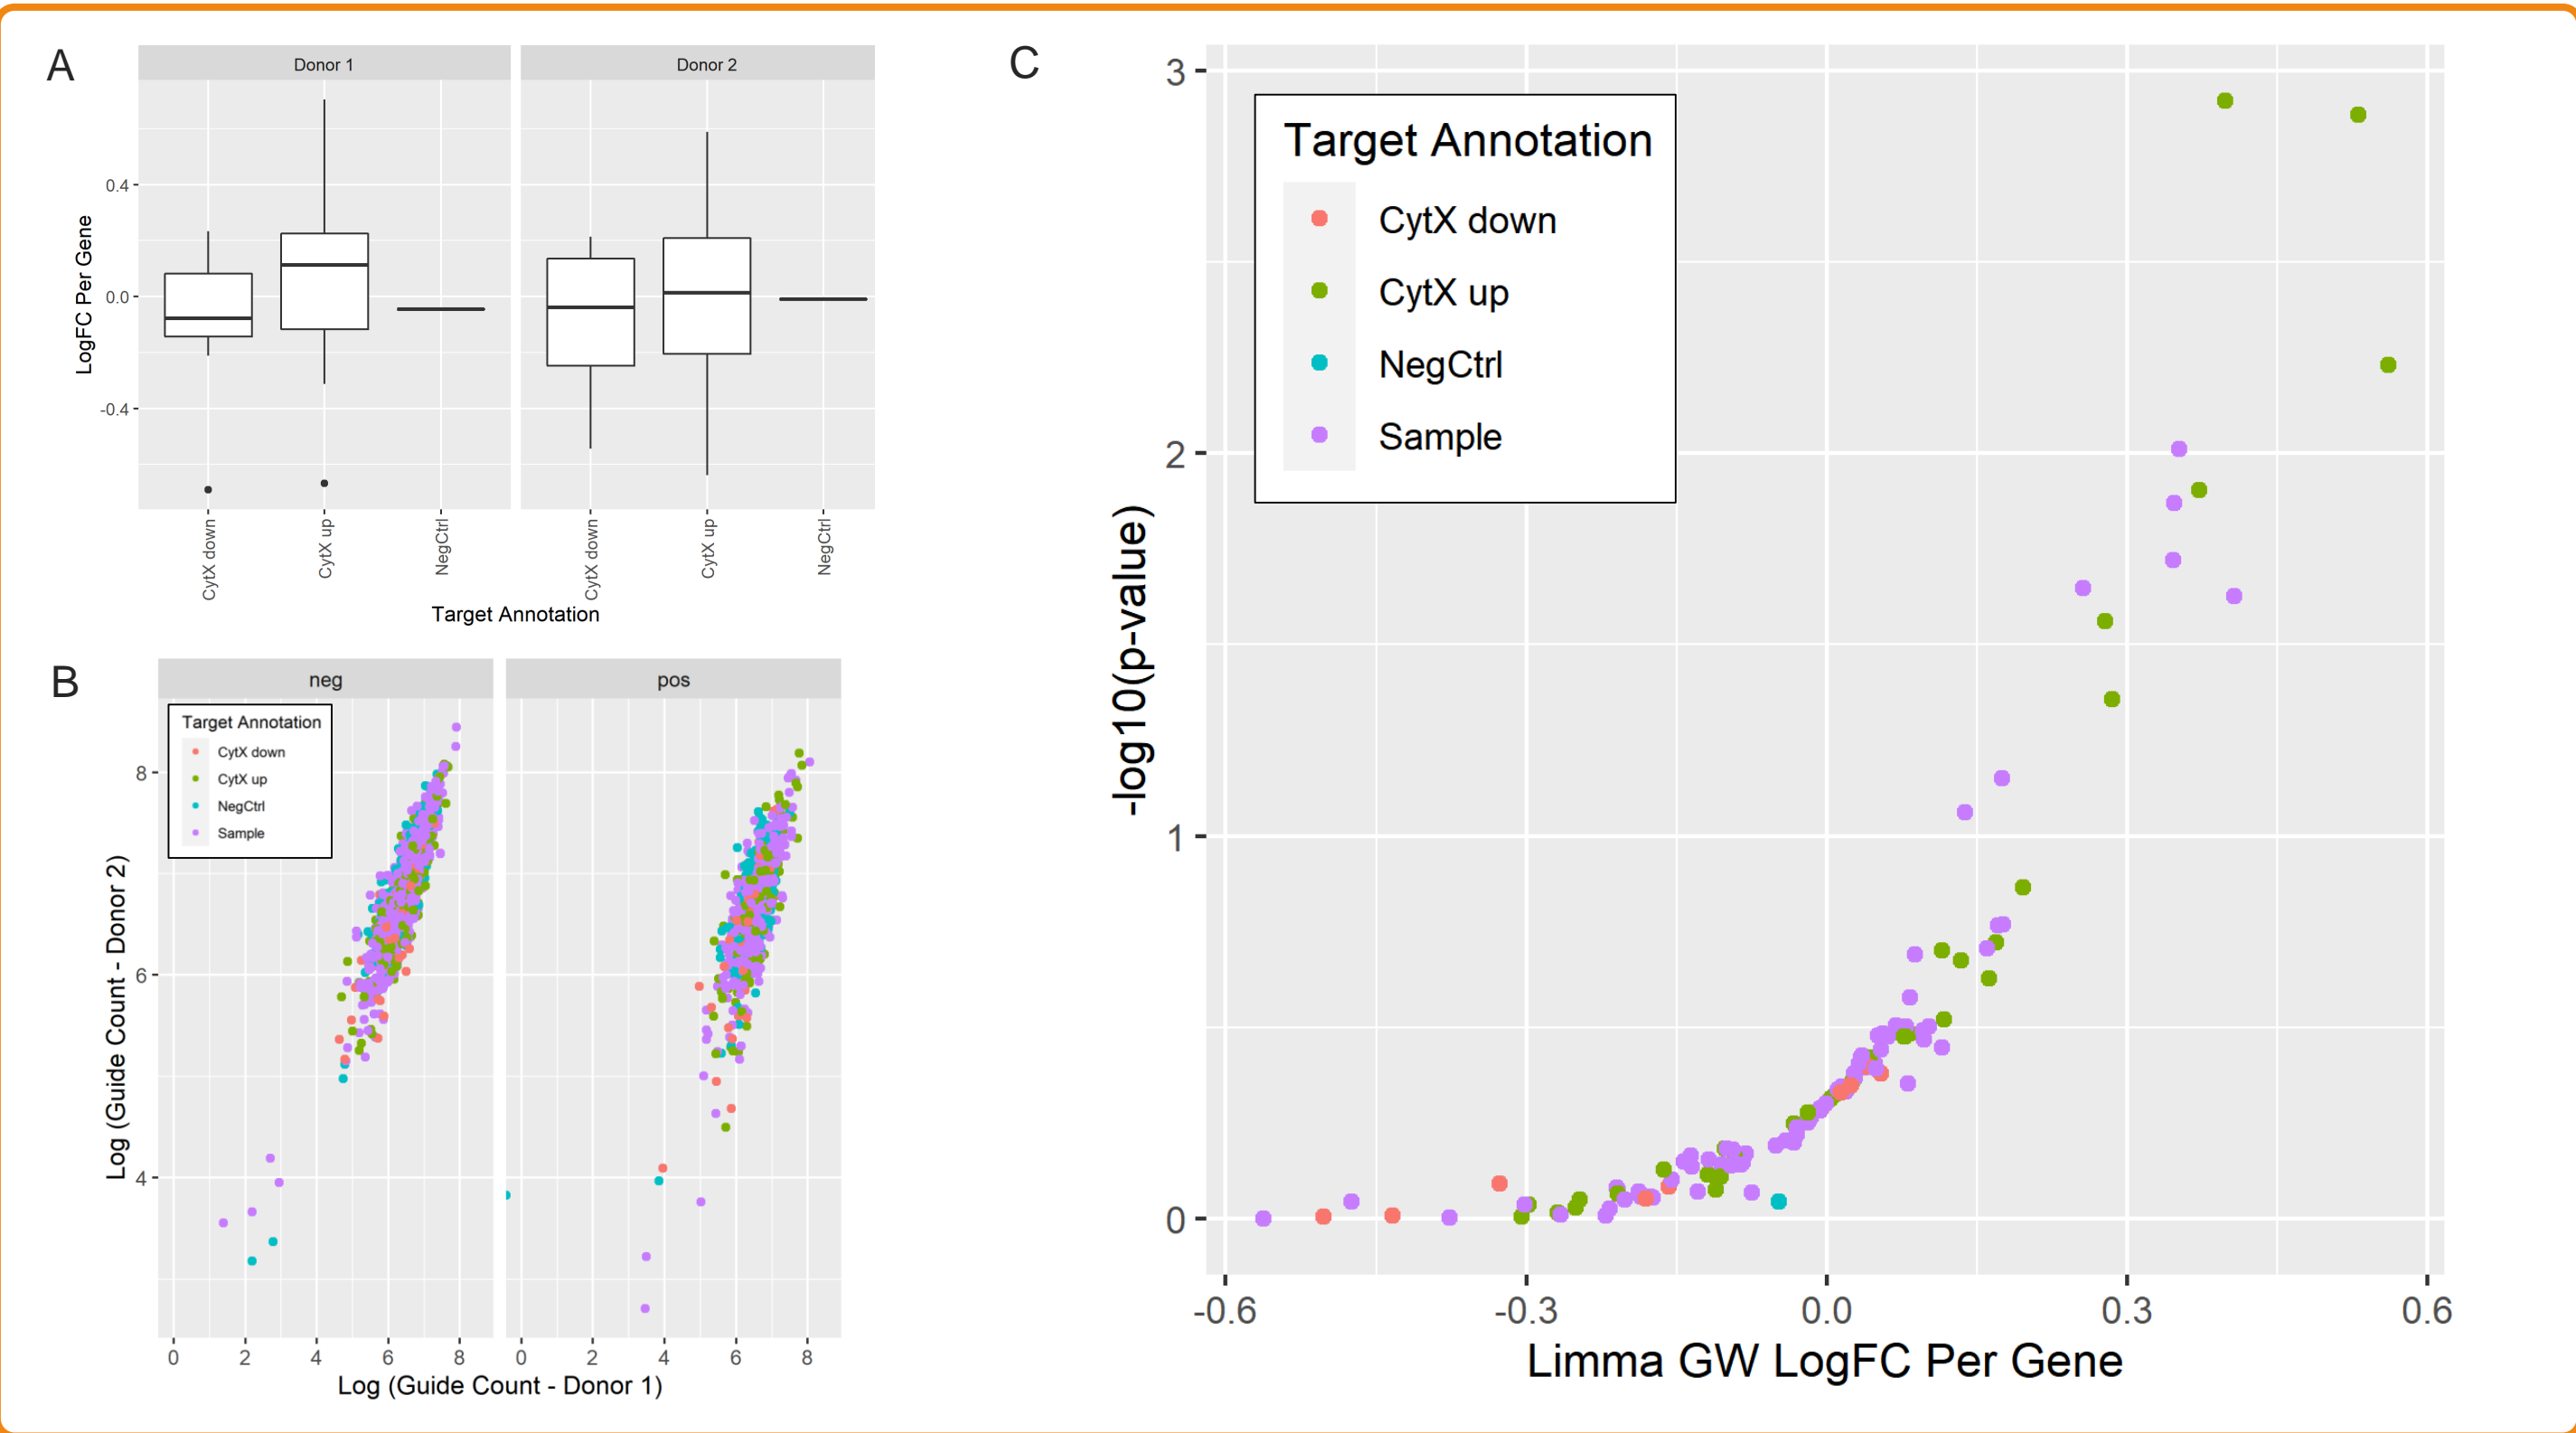 A
Donor 1
Donor 2
LogFC Per Gene
0.4
0.0
-0.4
CytX down
CytX up
NegCtrl
CytX down
CytX up
NegCtrl
Target Annotation
B
neg
pos
Target Annotation
CytX down
CytX up
NegCtrl
Sample
Log (Guide Count - Donor 2)
8
6
4
0 2 4 6 8
0 2 4 6 8
Log (Guide Count - Donor 1)
C
Target Annotation
CytX down
CytX up
NegCtrl
Sample
-log10(p-value)
3
2
1
0
-0.6 -0.3 0.0 0.3 0.6
Limma GW LogFC Per Gene